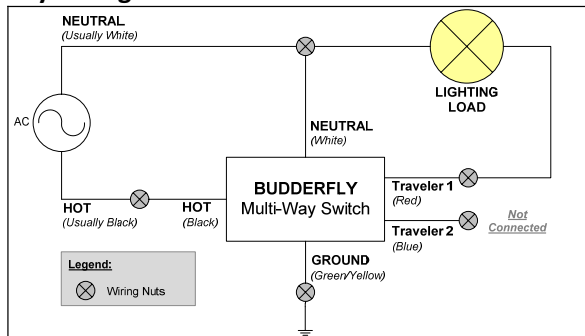 NEUTRAL
(Usually White)
AC
LIGHTING
LOAD
NEUTRAL
(White)
BUDDERFLY
Multi-Way Switch
Traveler 1
(Red)
HOT
(Usually Black)
HOT
(Black)
Traveler 2
(Blue)
Not
Connected
GROUND
(Green/Yellow)
Legend:
Wiring Nuts